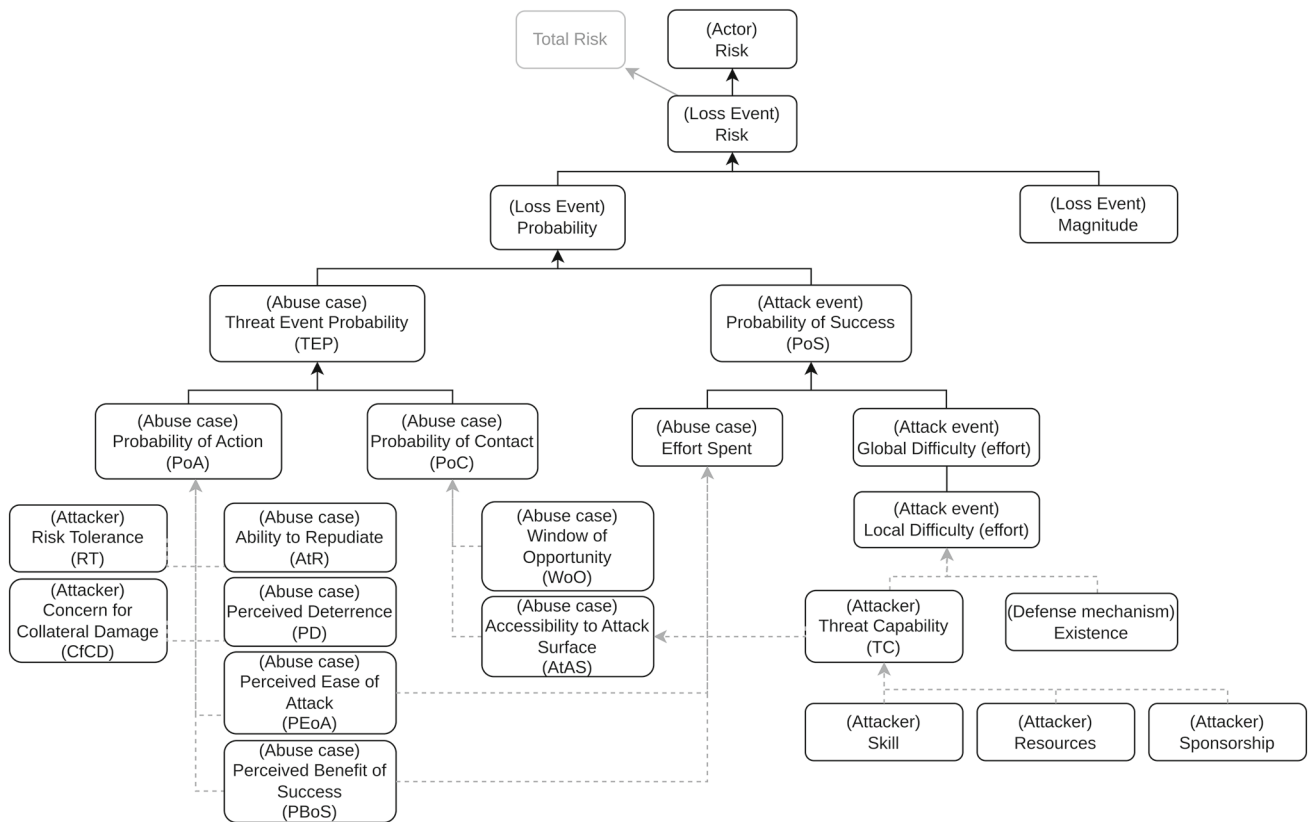 Total Risk
(Actor)
Risk
(Loss Event)
Risk
(Loss Event)
Probability
(Loss Event)
Magnitude
(Abuse case)
Threat Event Probability
(TEP)
(Attack event)
Probability of Success
(PoS)
(Abuse case)
Probability of Action
(PoA)
(Abuse case)
Probability of Contact
(PoC)
(Abuse case)
Effort Spent
(Attack event)
Global Difficulty (effort)
(Attack event)
Local Difficulty (effort)
(Attacker)
Risk Tolerance
(RT)
(Abuse case)
Ability to Repudiate
(AtR)
(Abuse case)
Window of
Opportunity
(WoO)
(Attacker)
Concern for
Collateral Damage
(CfCD)
(Abuse case)
Perceived Deterrence
(PD)
(Abuse case)
Accessibility to Attack
Surface
(AtAS)
(Attacker)
Threat Capability
(TC)
(Defense mechanism)
Existence
(Abuse case)
Perceived Ease of
Attack
(PEoA)
(Abuse case)
Perceived Benefit of
Success
(PBoS)
(Attacker)
Skill
(Attacker)
Resources
(Attacker)
Sponsorship